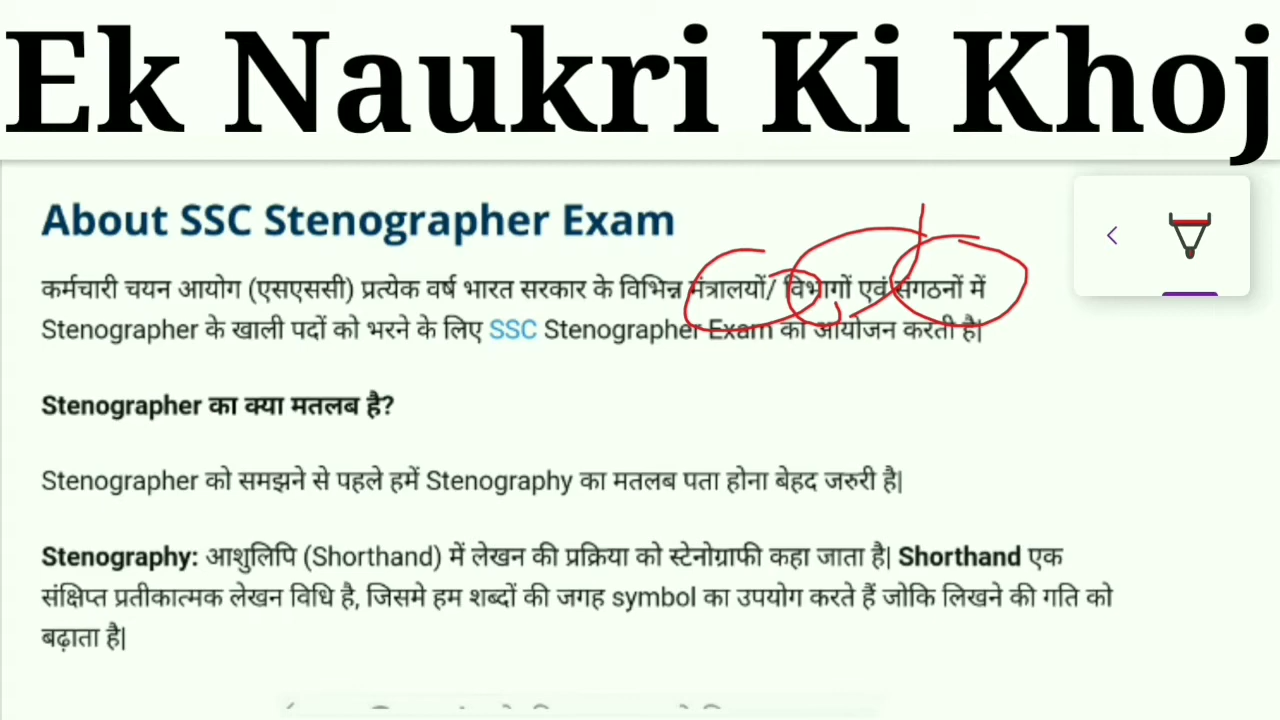 Ek Naukri Ki Khoj
About SSC Stenographer Exam
कर्मचारी चयन आयोग (एसएससी) प्रत्येक वर्ष भारत सरकार के विभिन्न मंत्रालयों/ विभागों एवं संगठनों में
Stenographer के खाली पदों को भरने के लिए SSC Stenographer Exam का आयोजन करती है|
Stenographer का क्या मतलब है?
Stenographer को समझने से पहले हमें Stenography का मतलब पता होना बेहद जरुरी है|
Stenography: आशुलिपि (Shorthand) में लेखन की प्रक्रिया को स्टेनोग्राफी कहा जाता है| Shorthand एक
संक्षिप्त प्रतीकात्मक लेखन विधि है, जिसमे हम शब्दों की जगह symbol का उपयोग करते हैं जोकि लिखने की गति को
बढ़ाता है|